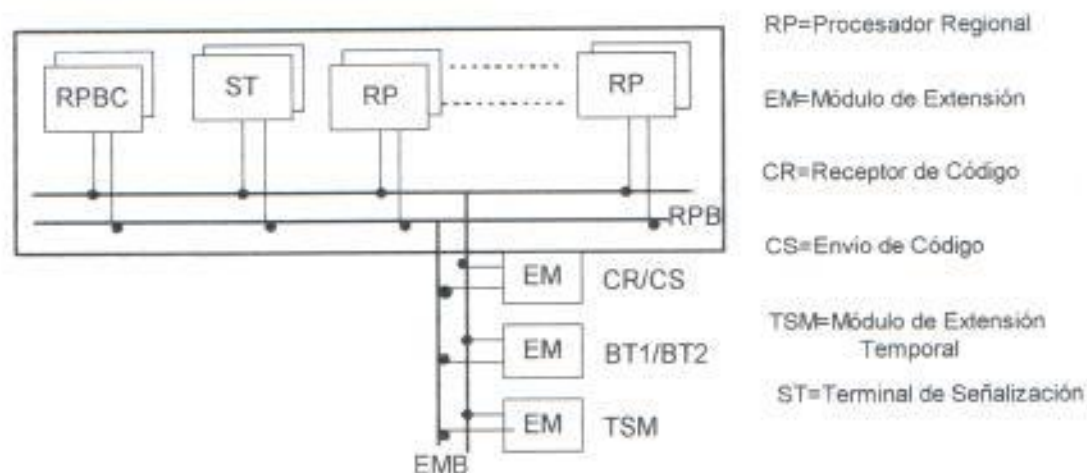 RPBC
ST
RP
RP
RPB
EM
CR/CS
EM
BT1/BT2
EM
TSM
EMB
RP=Procesador Regional
EM=Módulo de Extensión
CR=Receptor de Código
CS=Envío de Código
TSM=Módulo de Extensión
Temporal
ST=Terminal de Señalización